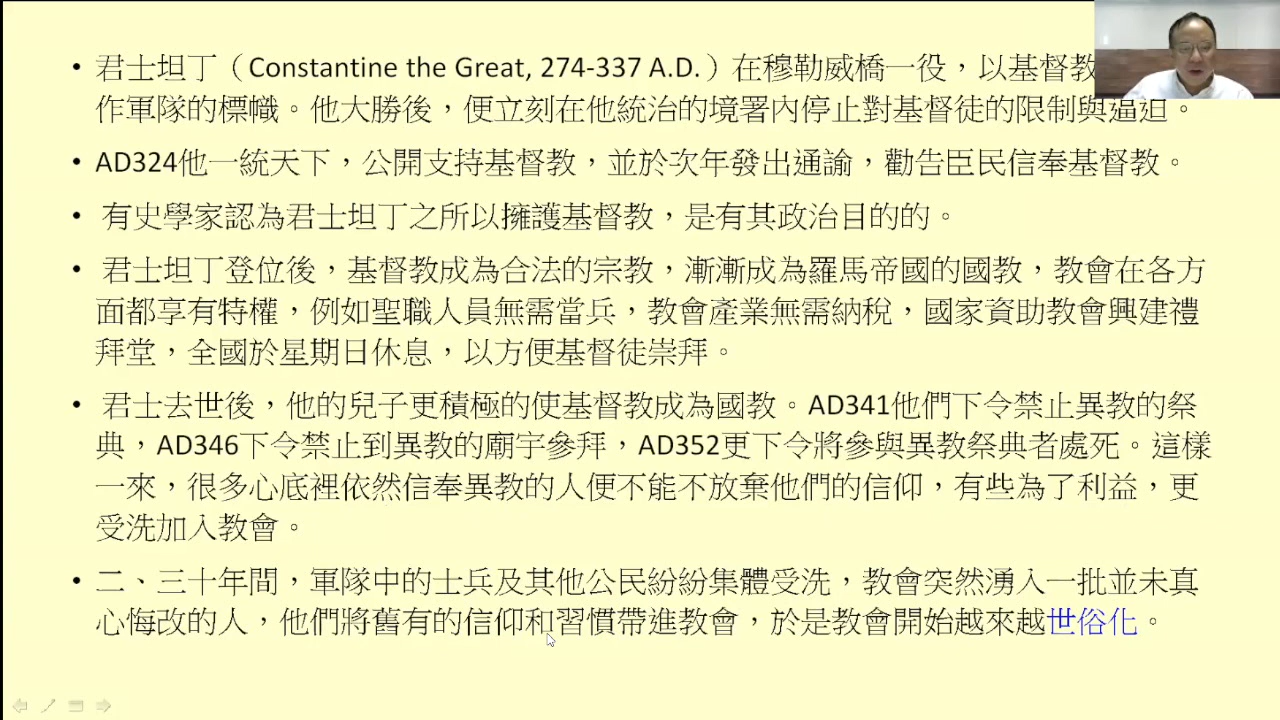 • 君士坦丁（Constantine the Great, 274-337 A.D.）在穆勒威橋一役，以基督教
作軍隊的標幟。他大勝後，便立刻在他統治的境署內停止對基督徒的限制與逼迫。
• AD324他一統天下，公開支持基督教，並於次年發出通諭，勸告臣民信奉基督教。
• 有史學家認為君士坦丁之所以擁護基督教，是有其政治目的的。
• 君士坦丁登位後，基督教成為合法的宗教，漸漸成為羅馬帝國的國教，教會在各方
面都享有特權，例如聖職人員無需當兵，教會產業無需納稅，國家資助教會興建禮
拜堂，全國於星期日休息，以方便基督徒崇拜。
• 君士去世後，他的兒子更積極的使基督教成為國教。AD341他們下令禁止異教的祭
典，AD346下令禁止到異教的廟宇參拜，AD352更下令將參與異教祭典者處死。這樣
一來，很多心底裡依然信奉異教的人便不能不放棄他們的信仰，有些為了利益，更
受洗加入教會。
• 二、三十年間，軍隊中的士兵及其他公民紛紛集體受洗，教會突然湧入一批並未真
心悔改的人，他們將舊有的信仰和習慣帶進教會，於是教會開始越來越世俗化。